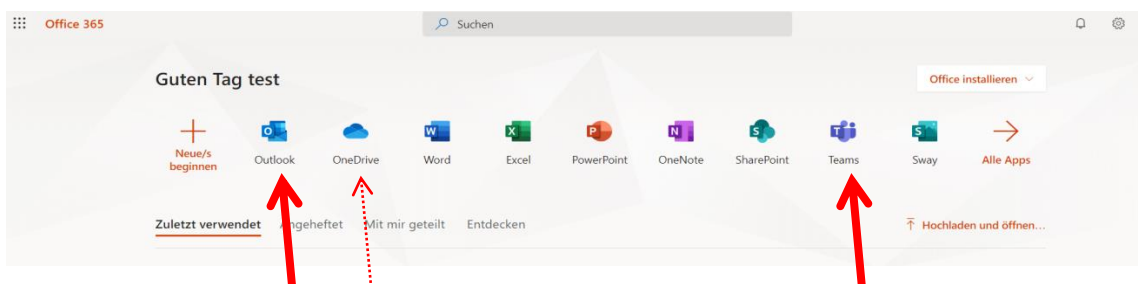 Office 365
Suchen
Guten Tag test
Office installieren
Neue/s
beginnen
Outlook
OneDrive
Word
Excel
PowerPoint
OneNote
SharePoint
Teams
Sway
Alle Apps
Zuletzt verwendet Angeheftet Mit mir geteilt Entdecken
Hochladen und öffnen...